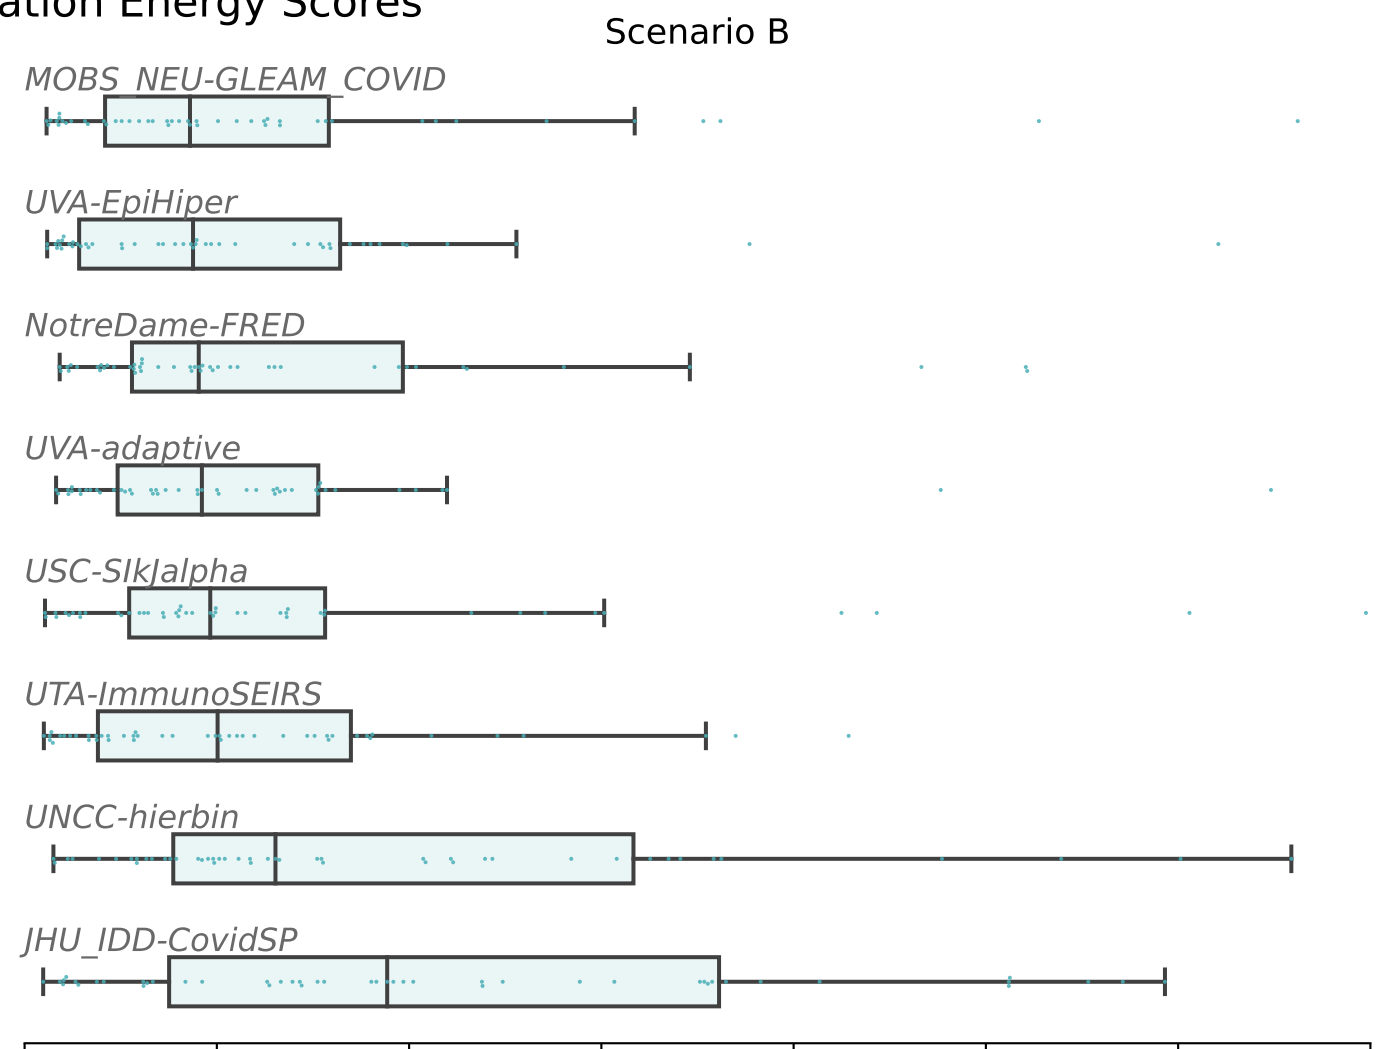 ation Energy Scores
Scenario B
MOBS_NEU-GLEAM_COVID
UVA-EpiHiper
NotreDame-FRED
UVA-adaptive
USC-SIkJalpha
UTA-ImmunoSEIRS
UNCC-hierbin
JHU_IDD-CovidSP